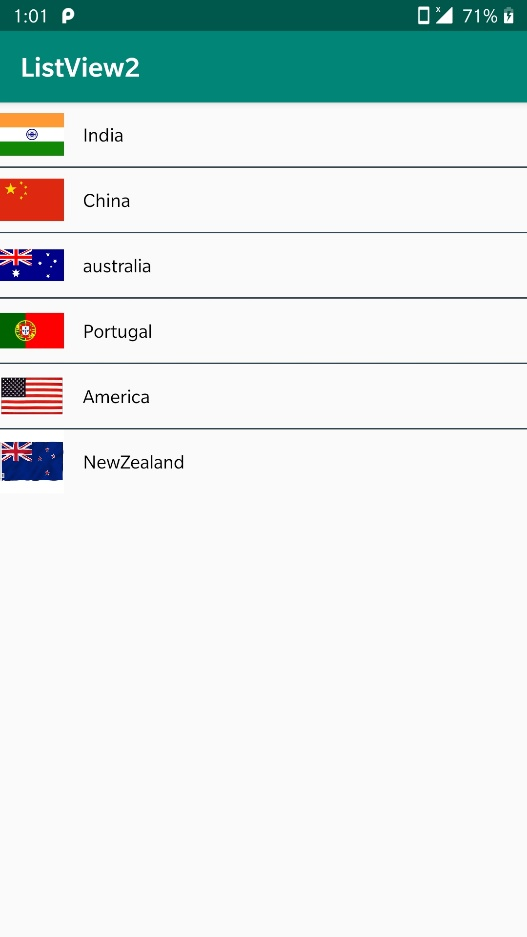 1:01
71%
ListView2
India
China
australia
Portugal
America
NewZealand